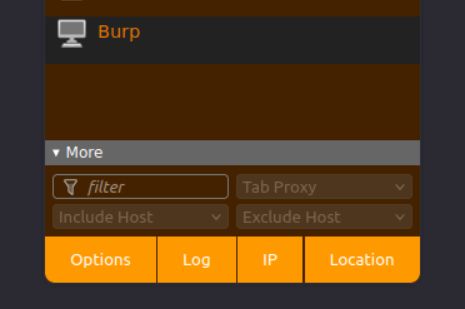 Burp
▾ More
filter Tab Proxy
Include Host Exclude Host
Options Log IP Location